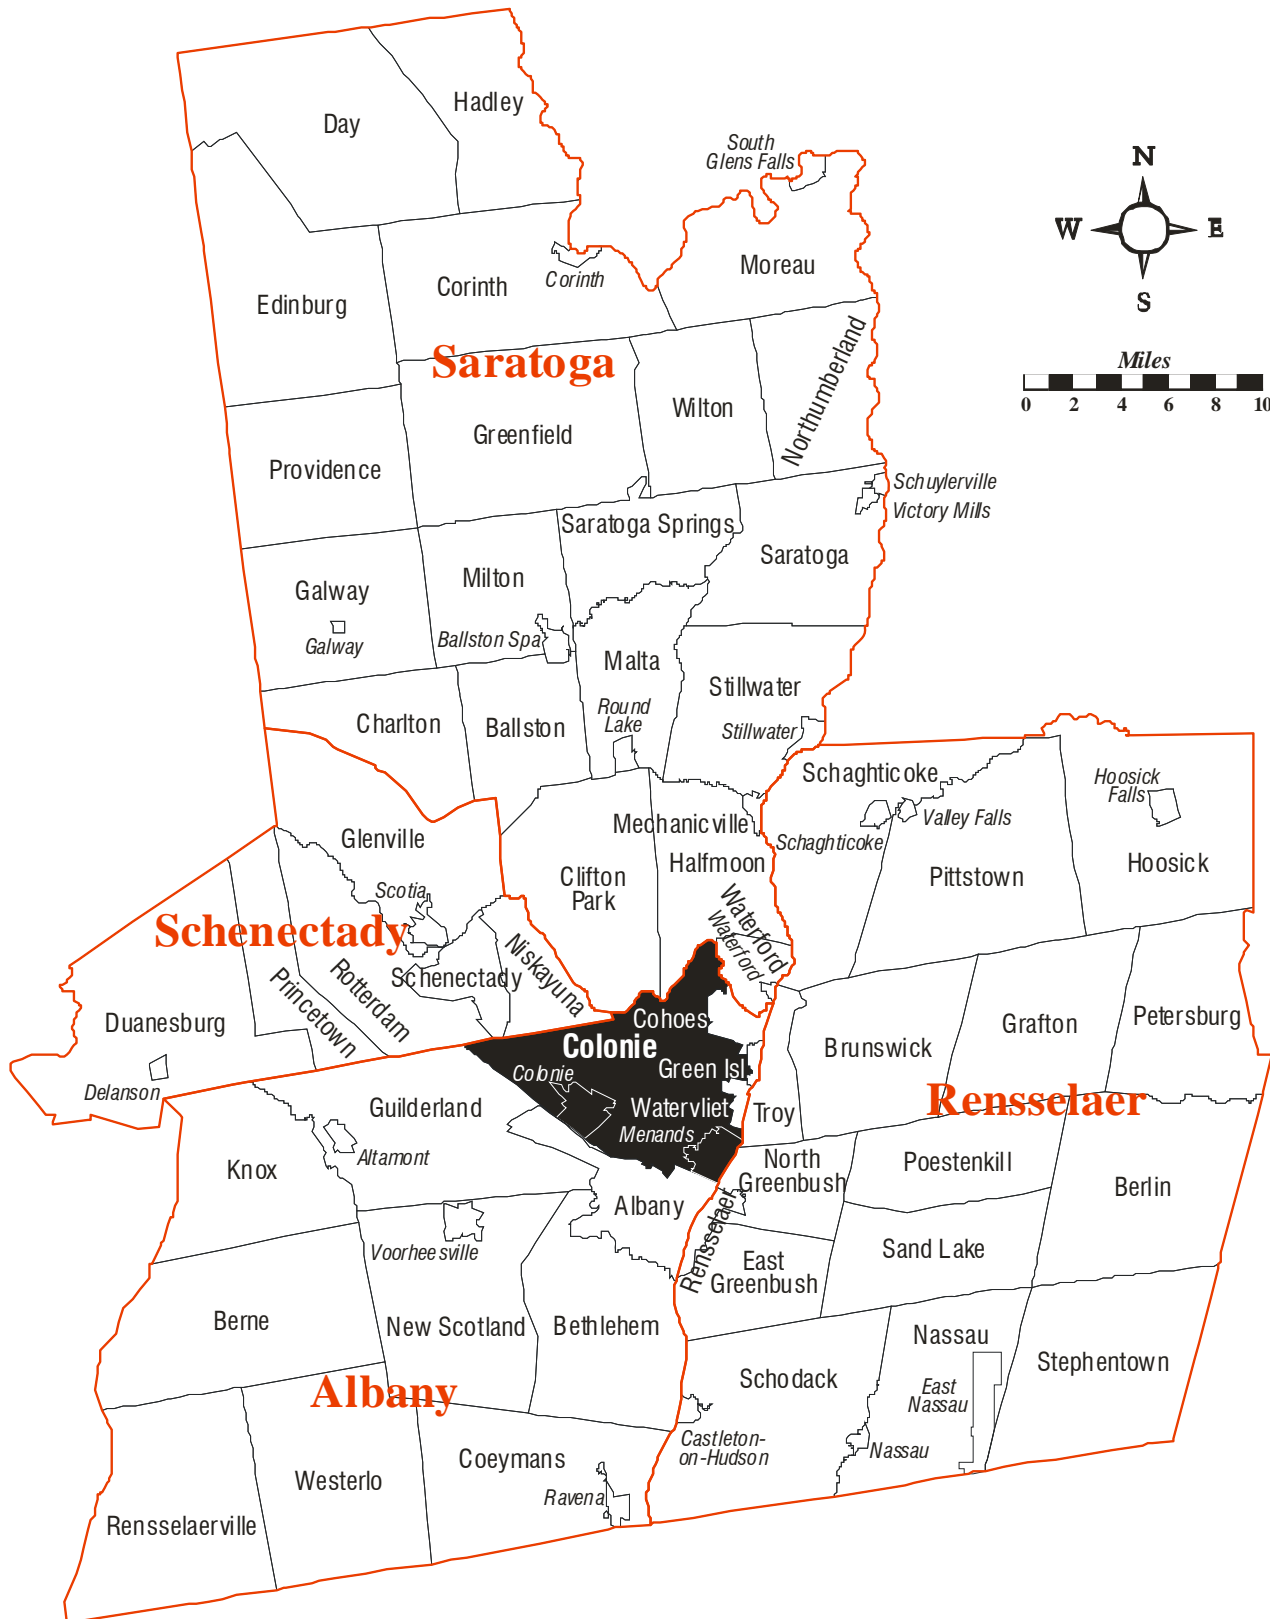 Hadley
Day
South
Glens Falls
N
W
E
S
Moreau
Corinth
Corinth
Edinburg
Saratoga
Miles
0 2 4 6 8 10
Northumberland
Wilton
Greenfield
Providence
Schuylerville
Victory Mills
Saratoga Springs
Saratoga
Milton
Galway
Galway
Ballston Spa
Malta
Stillwater
Round
Lake
Charlton
Ballston
Stillwater
Schaghticoke
Hoosick
Falls
Valley Falls
Mechanicville
Schaghticoke
Glenville
Halfmoon
Hoosick
Clifton
Park
Pittstown
Scotia
Waterford
Waterford
Schenectady
Niskayuna
Schenectady
Rotterdam
Princetown
Duanesburg
Cohoes
Grafton
Petersburg
Colonie
Brunswick
Green Isl
Colonie
Delanson
Guilderland
Watervliet
Troy
Rensselaer
Menands
Altamont
Knox
North
Greenbush
Poestenkill
Berlin
Albany
Rensselaer
Voorheesville
Sand Lake
East
Greenbush
Berne
New Scotland
Bethlehem
Nassau
Stephentown
Schodack
Albany
East
Nassau
Castleton-
on-Hudson
Nassau
Coeymans
Westerlo
Ravena
Rensselaerville